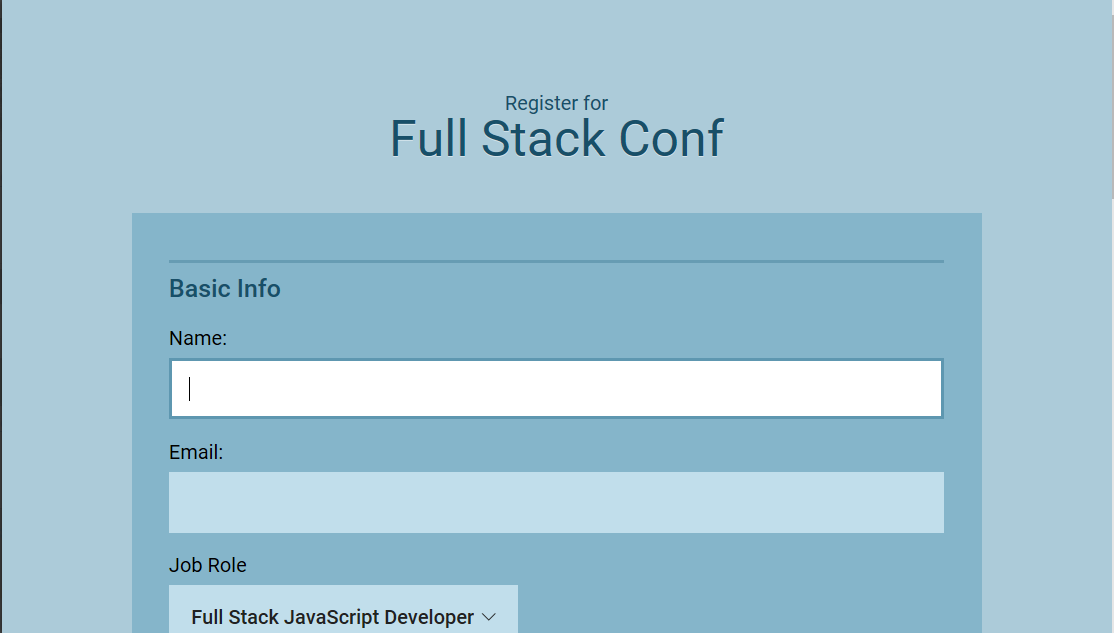 Register for
Full Stack Conf
Basic Info
Name:
Email:
Job Role
Full Stack JavaScript Developer